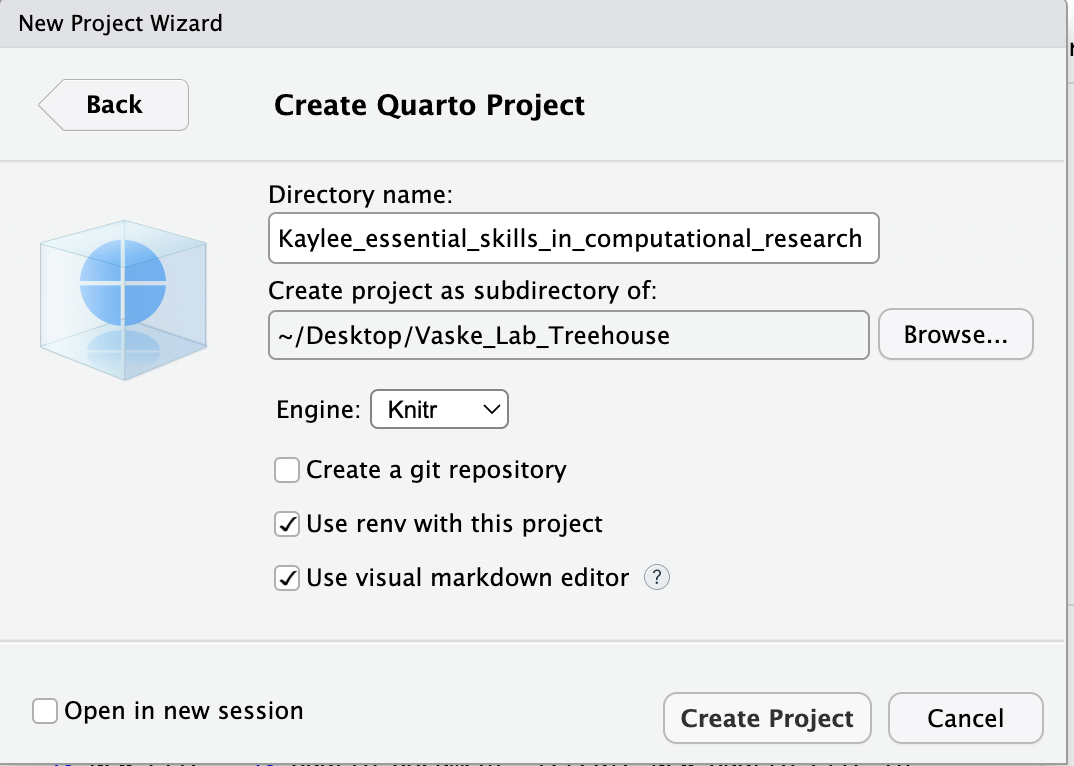 New Project Wizard
Back
Create Quarto Project
Directory name:
Kaylee_essential_skills_in_computational_research
Create project as subdirectory of:
~/Desktop/Vaske_Lab_Treehouse
Browse...
Engine: Knitr
Create a git repository
Use renv with this project
Use visual markdown editor ?
Open in new session
Create Project
Cancel